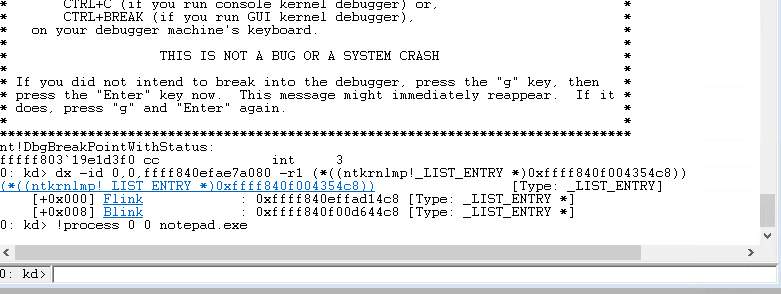 *       CTRL+C (if you run console kernel debugger) or,       *
*       CTRL+BREAK (if you run GUI kernel debugger),       *
*   on your debugger machine's keyboard.       *
*       *
*       THIS IS NOT A BUG OR A SYSTEM CRASH       *
*       *
* If you did not intend to break into the debugger, press the "g" key, then       *
* press the "Enter" key now.  This message might immediately reappear.  If it *
* does, press "g" and "Enter" again.       *
*       *
*******************************************************************************
nt!DbgBreakPointWithStatus:
fffff803`19e1d3f0 cc              int     3
0: kd> dx -id 0,0,ffff840efae7a080 -r1 (*((ntkrnlmp!_LIST_ENTRY *)0xffff840f004354c8))
(*((ntkrnlmp!_LIST_ENTRY *)0xffff840f004354c8))                 [Type: _LIST_ENTRY]
    [+0x000] Flink            : 0xffff840effad14c8 [Type: _LIST_ENTRY *]
    [+0x008] Blink            : 0xffff840f00d644c8 [Type: _LIST_ENTRY *]
0: kd> !process 0 0 notepad.exe
0: kd>